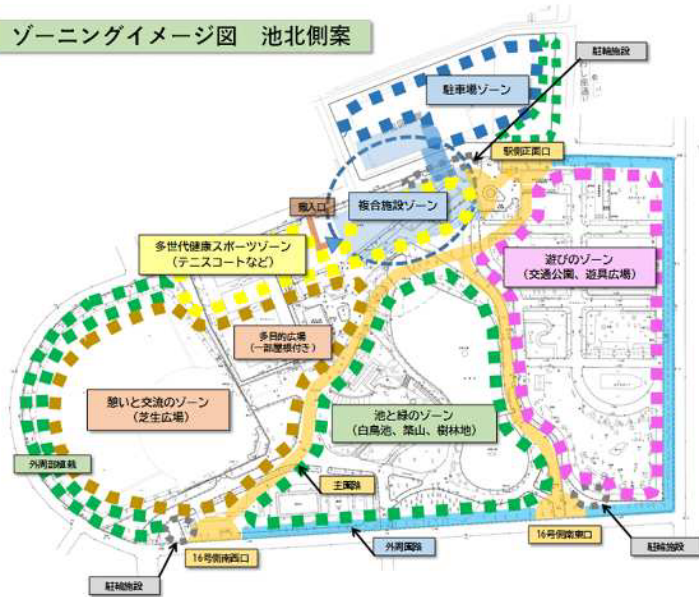 ゾーニングイメージ図 池北側案
駐輪施設
駐車場ゾーン
駅側正面口
搬入口
複合施設ゾーン
多世代健康スポーツゾーン
(テニスコートなど)
遊びのゾーン
(交通公園、遊具広場)
多目的広場
(一部屋根付き)
憩いと交流のゾーン
(芝生広場)
池と緑のゾーン
(白鳥池、築山、樹林地)
外周部植栽
主園路
16号側南西口
外周園路
16号側南東口
駐輪施設
駐輪施設